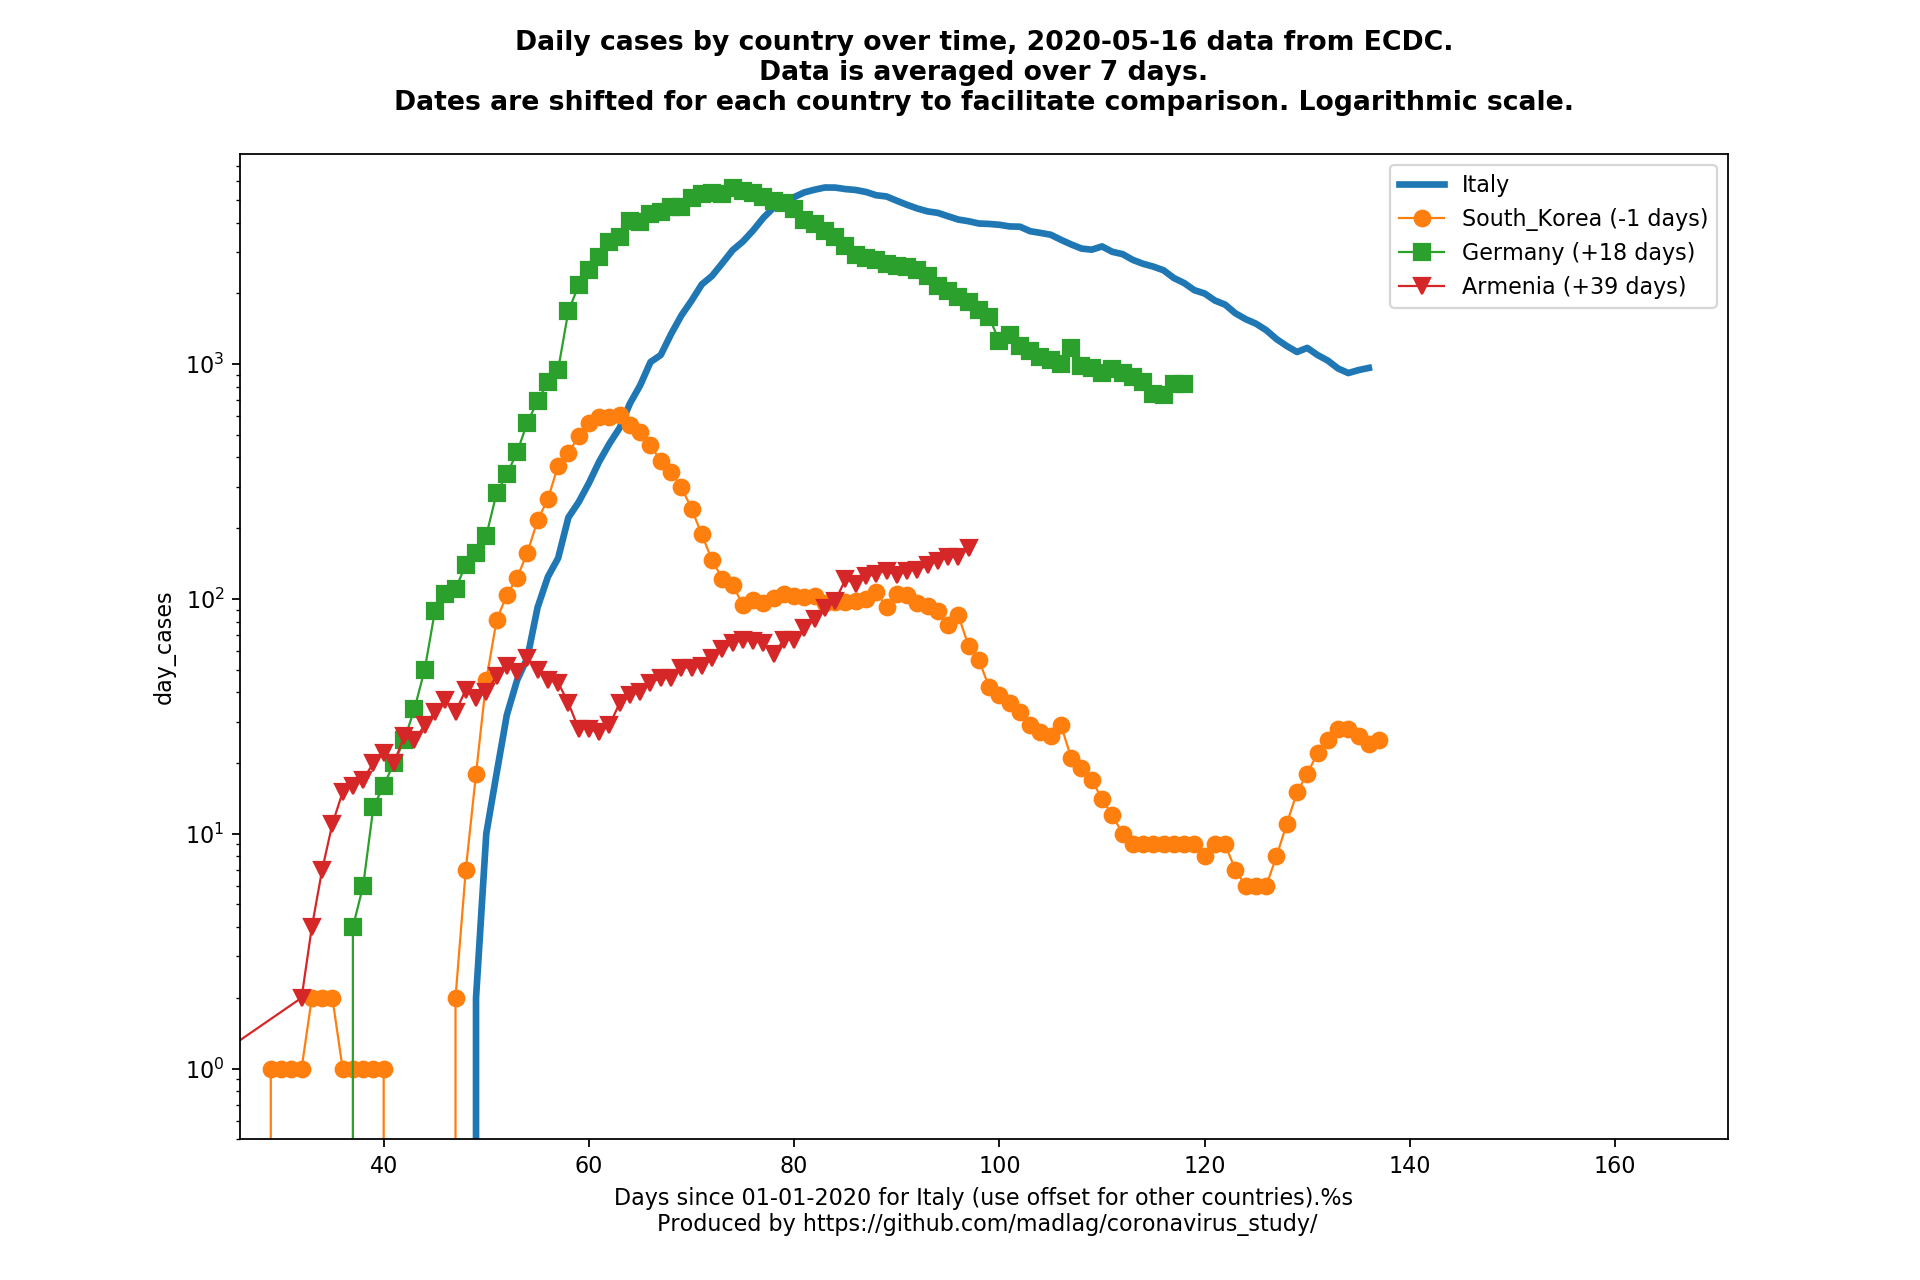 Daily cases by country over time, 2020-05-16 data from ECDC.
Data is averaged over 7 days.
Dates are shifted for each country to facilitate comparison. Logarithmic scale.
Italy
South_Korea (-1 days)
Germany (+18 days)
Armenia (+39 days)
day_cases
10³
10²
10¹
10⁰
40 60 80 100 120 140 160
Days since 01-01-2020 for Italy (use offset for other countries).%s
Produced by https://github.com/madlag/coronavirus_study/